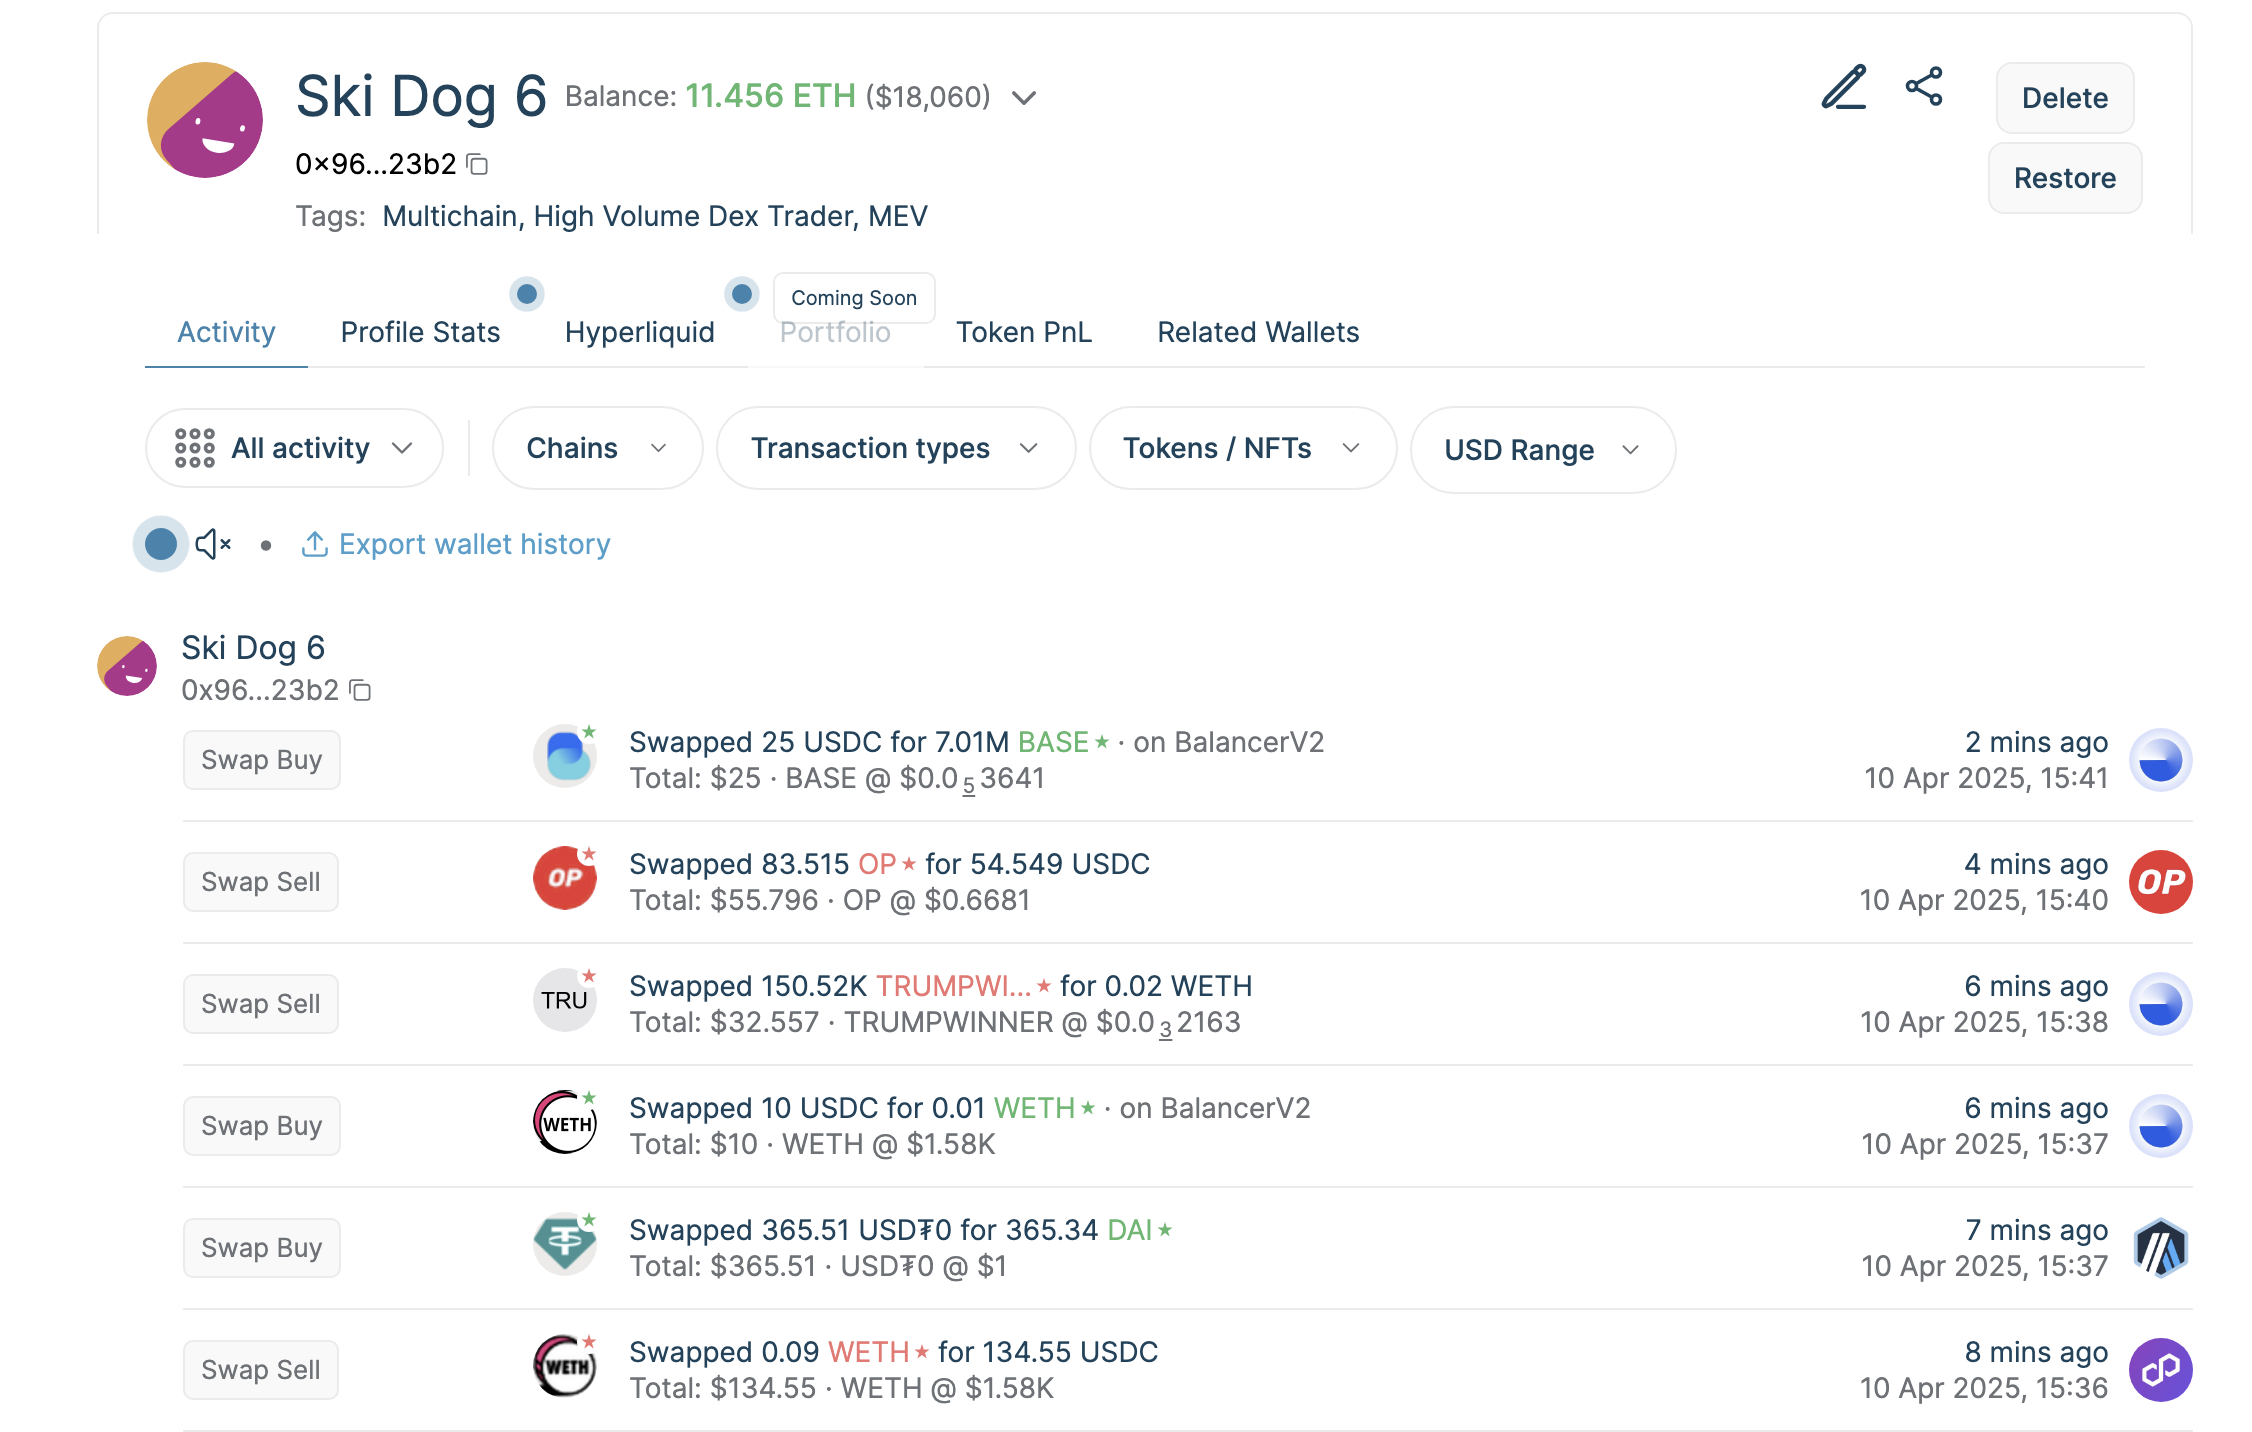 Ski Dog 6 Balance: 11.456 ETH ($18,060)
Delete
0×96...23b2
Restore
Tags: Multichain, High Volume Dex Trader, MEV
Coming Soon
Activity Profile Stats Hyperliquid Portfolio Token PnL Related Wallets
All activity Chains Transaction types Tokens / NFTs USD Range
Export wallet history
Ski Dog 6
0x96...23b2
Swap Buy
Swapped 25 USDC for 7.01M BASE · on BalancerV2
Total: $25 · BASE @ $0.0 5 3641
2 mins ago
10 Apr 2025, 15:41
Swap Sell
OP
Swapped 83.515 OP for 54.549 USDC
Total: $55.796 · OP @ $0.6681
4 mins ago
10 Apr 2025, 15:40
OP
Swap Sell
TRU
Swapped 150.52K TRUMPWI... for 0.02 WETH
Total: $32.557 · TRUMPWINNER @ $0.0 3 2163
6 mins ago
10 Apr 2025, 15:38
Swap Buy
WETH
Swapped 10 USDC for 0.01 WETH · on BalancerV2
Total: $10 · WETH @ $1.58K
6 mins ago
10 Apr 2025, 15:37
Swap Buy
Swapped 365.51 USD₮0 for 365.34 DAI
Total: $365.51 · USD₮0 @ $1
7 mins ago
10 Apr 2025, 15:37
Swap Sell
WETH
Swapped 0.09 WETH for 134.55 USDC
Total: $134.55 · WETH @ $1.58K
8 mins ago
10 Apr 2025, 15:36